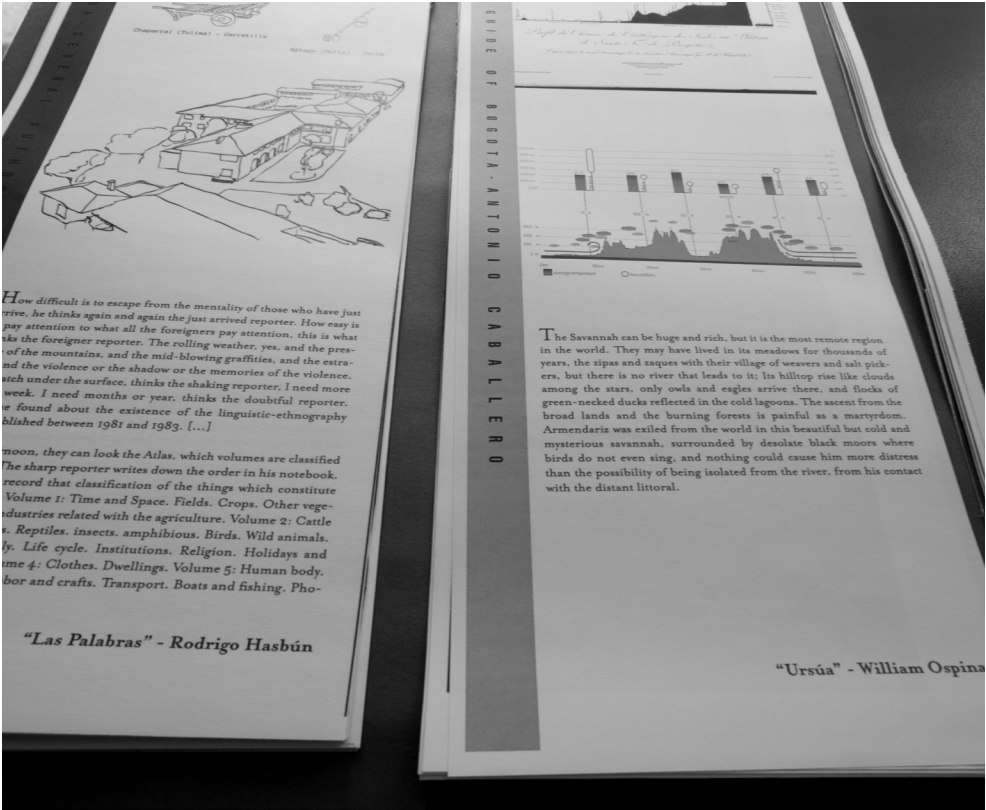 Chaparral (Tolima) - Carretilla
How difficult is to escape from the mentality of those who have just
rrive, he thinks again and again the just arrived reporter. How easy is
pay attention to what all the foreigners pay attention, this is what
nks the foreigner reporter. The rolling weather, yes, and the pres-
of the mountains, and the mid-blowing graffities, and the estra-
nd the violence or the shadow or the memories of the violence.
atch under the surface, thinks the shaking reporter, I need more
week. I need months or year, thinks the doubtful reporter.
e found about the existence of the linguistic-ethnography
blished between 1981 and 1983. [...]
rnoon, they can look the Atlas, which volumes are classified
The sharp reporter writes down the order in his notebook.
record that classification of the things which constitute
Volume 1: Time and Space. Fields. Crops. Other vege-
ndustries related with the agriculture. Volume 2: Cattle
s. Reptiles. insects. amphibious. Birds. Wild animals.
ly. Life cycle. Institutions. Religion. Holidays and
ume 4: Clothes. Dwellings. Volume 5: Human body.
bor and crafts. Transport. Boats and fishing. Pho-
“Las Palabras” - Rodrigo Hasbún
GUIDE OF BOGOTA·ANTONIO CABALLERO
The Savannah can be huge and rich, but it is the most remote region
in the world. They may have lived in its meadows for thousands of
years, the zipas and zaques with their village of weavers and salt pick-
ers, but there is no river that leads to it; Its hilltop rise like clouds
among the stars, only owls and eagles arrive there, and flocks of
green-necked ducks reflected in the cold lagoons. The ascent from the
broad lands and the burning forests is painful as a martyrdom.
Armendariz was exiled from the world in this beautiful but cold and
mysterious savannah, surrounded by desolate black moors where
birds do not even sing, and nothing could cause him more distress
than the possibility of being isolated from the river, from his contact
with the distant littoral.
“Ursúa” - William Ospina